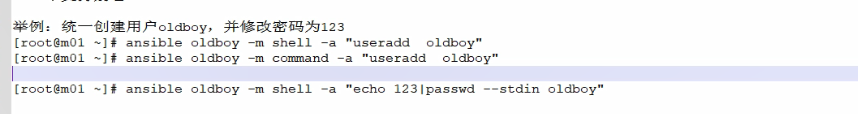 举例：统一创建用户oldboy，并修改密码为123
[root@m01 ~]# ansible oldboy -m shell -a "useradd  oldboy"
[root@m01 ~]# ansible oldboy -m command -a "useradd  oldboy"
[root@m01 ~]# ansible oldboy -m shell -a "echo 123|passwd --stdin oldboy"